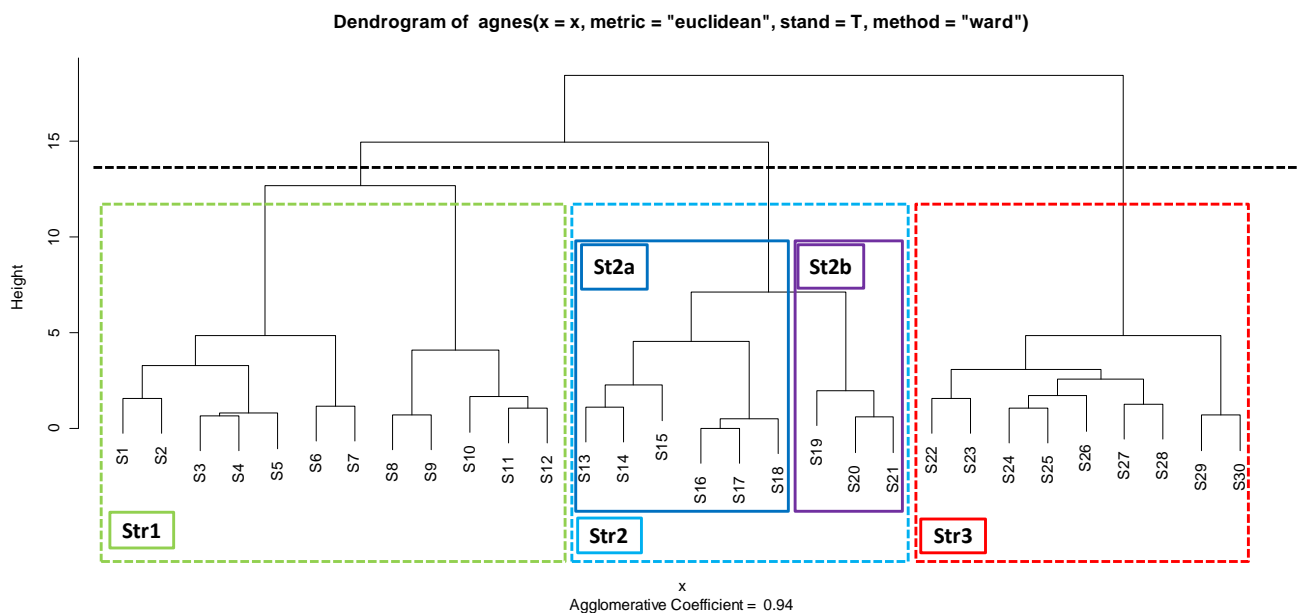 Dendrogram of agnes(x = x, metric = "euclidean", stand = T, method = "ward")
Height
15
10
5
0
St2a
St2b
S1
S2
S3
S4
S5
S6
S7
S8
S9
S10
S11
S12
S13
S14
S15
S16
S17
S18
S19
S20
S21
S22
S23
S24
S25
S26
S27
S28
S29
S30
Str1
Str2
Str3
x
Agglomerative Coefficient = 0.94